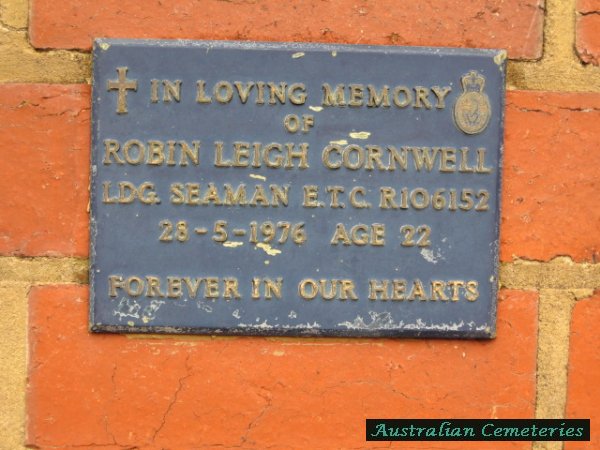 IN LOVING MEMORY
OF
ROBIN LEIGH CORNWELL
LDG. SEAMAN E.T.C. R106152
28-5-1976 AGE 22
FOREVER IN OUR HEARTS
Australian Cemeteries